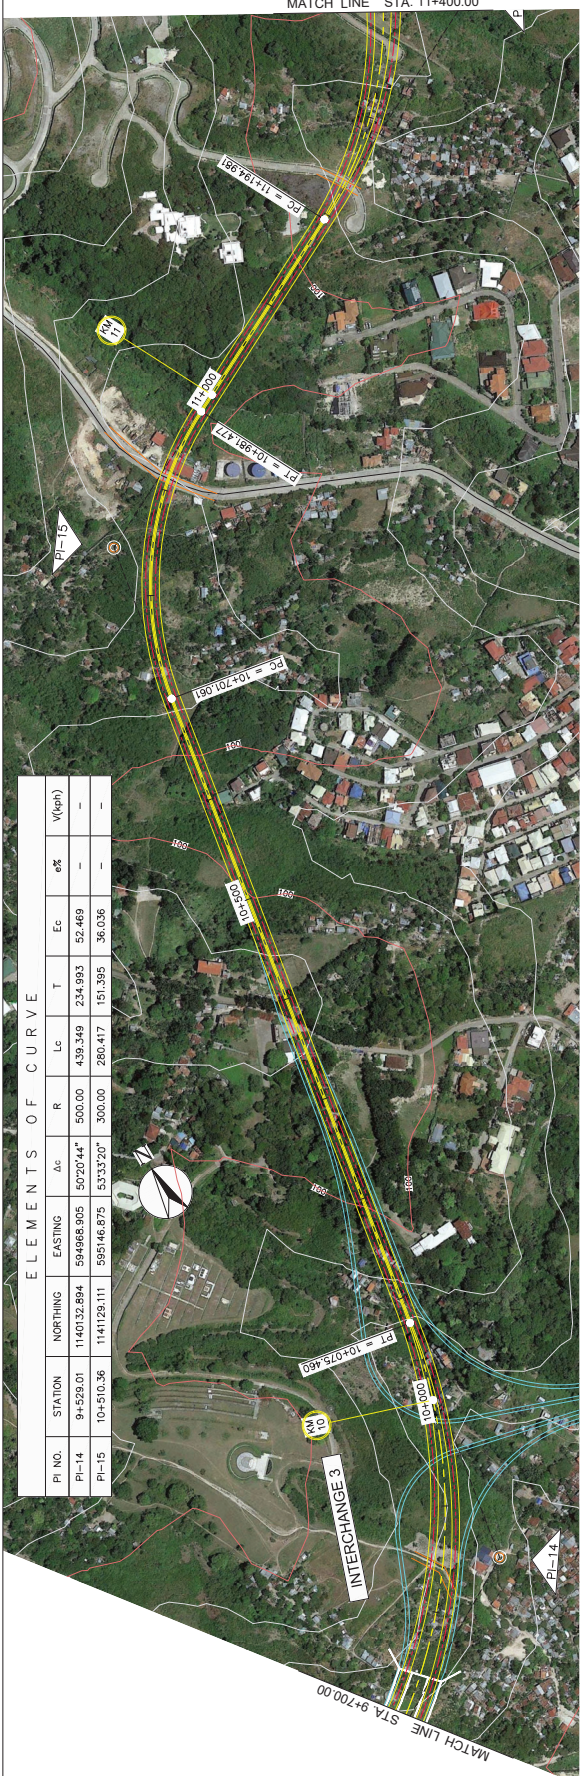 MATCH LINE STA. 11+400.00
P
PC = 11+194.981
100
KM
11
11+000
PT = 10+981.477
PI-15
PC = 10+701.061
100
100
100
10+500
ELEMENTS OF CURVE
PI NO. STATION NORTHING EASTING Δc R Lc T Ec e% V(kph)
PI-14 9+529.01 1140132.894 594968.905 50°20'44" 500.00 439.349 234.993 52.469 - -
PI-15 10+510.36 1141129.111 595146.875 53°33'20" 300.00 280.417 151.395 36.036 - -
N
100
100
PT = 10+075.460
10+000
KM
10
INTERCHANGE 3
PI-14
MATCH LINE STA. 9+700.00